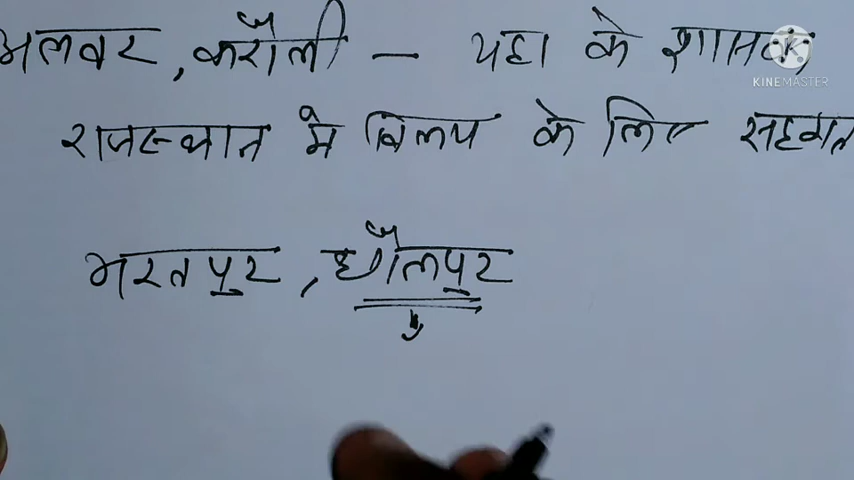 अलवर, करौली – यहा के शासक
राजस्थान मे विलय के लिए सहमत
भरतपुर, धौलपुर
KINEMASTER